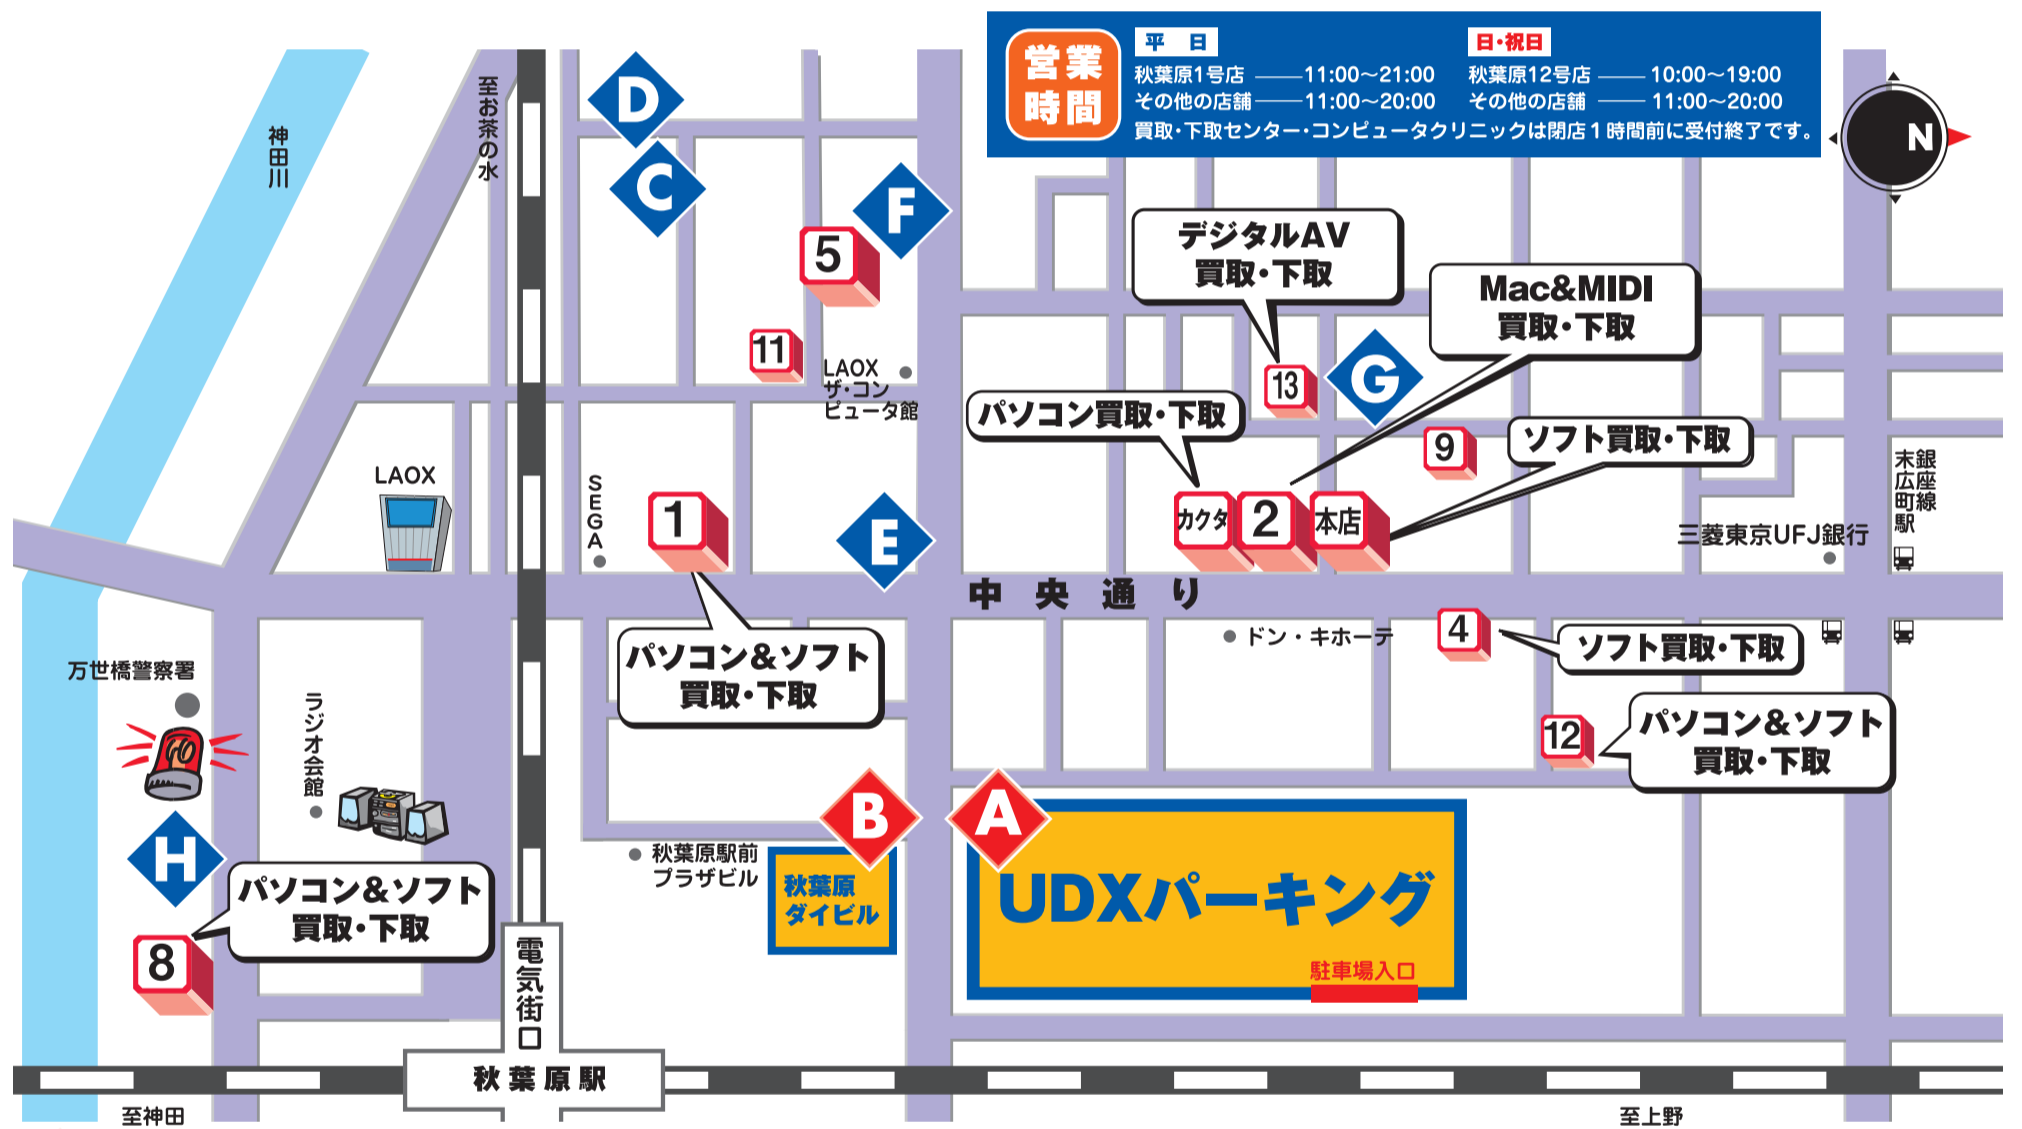 営業
時間
平 日
秋葉原1号店 ――11:00〜21:00
その他の店舗――11:00〜20:00
日・祝日
秋葉原12号店 ―― 10:00〜19:00
その他の店舗 ―― 11:00〜20:00
買取・下取センター・コンピュータクリニックは閉店1時間前に受付終了です。
N
神田川
至お茶の水
D
C
F
5
11
LAOX
ザ・コン
ピュータ館
デジタルAV
買取・下取
Mac&MIDI
買取・下取
13
G
パソコン買取・下取
9
ソフト買取・下取
銀座線
末広町駅
LAOX
SEGA
1
E
カクタ
2
本店
三菱東京UFJ銀行
中央通り
パソコン&ソフト
買取・下取
ドン・キホーテ
4
ソフト買取・下取
万世橋警察署
ラジオ会館
12
パソコン&ソフト
買取・下取
B
A
H
秋葉原駅前
プラザビル
秋葉原
ダイビル
UDXパーキング
駐車場入口
パソコン&ソフト
買取・下取
8
電気街口
秋葉原駅
至神田
至上野